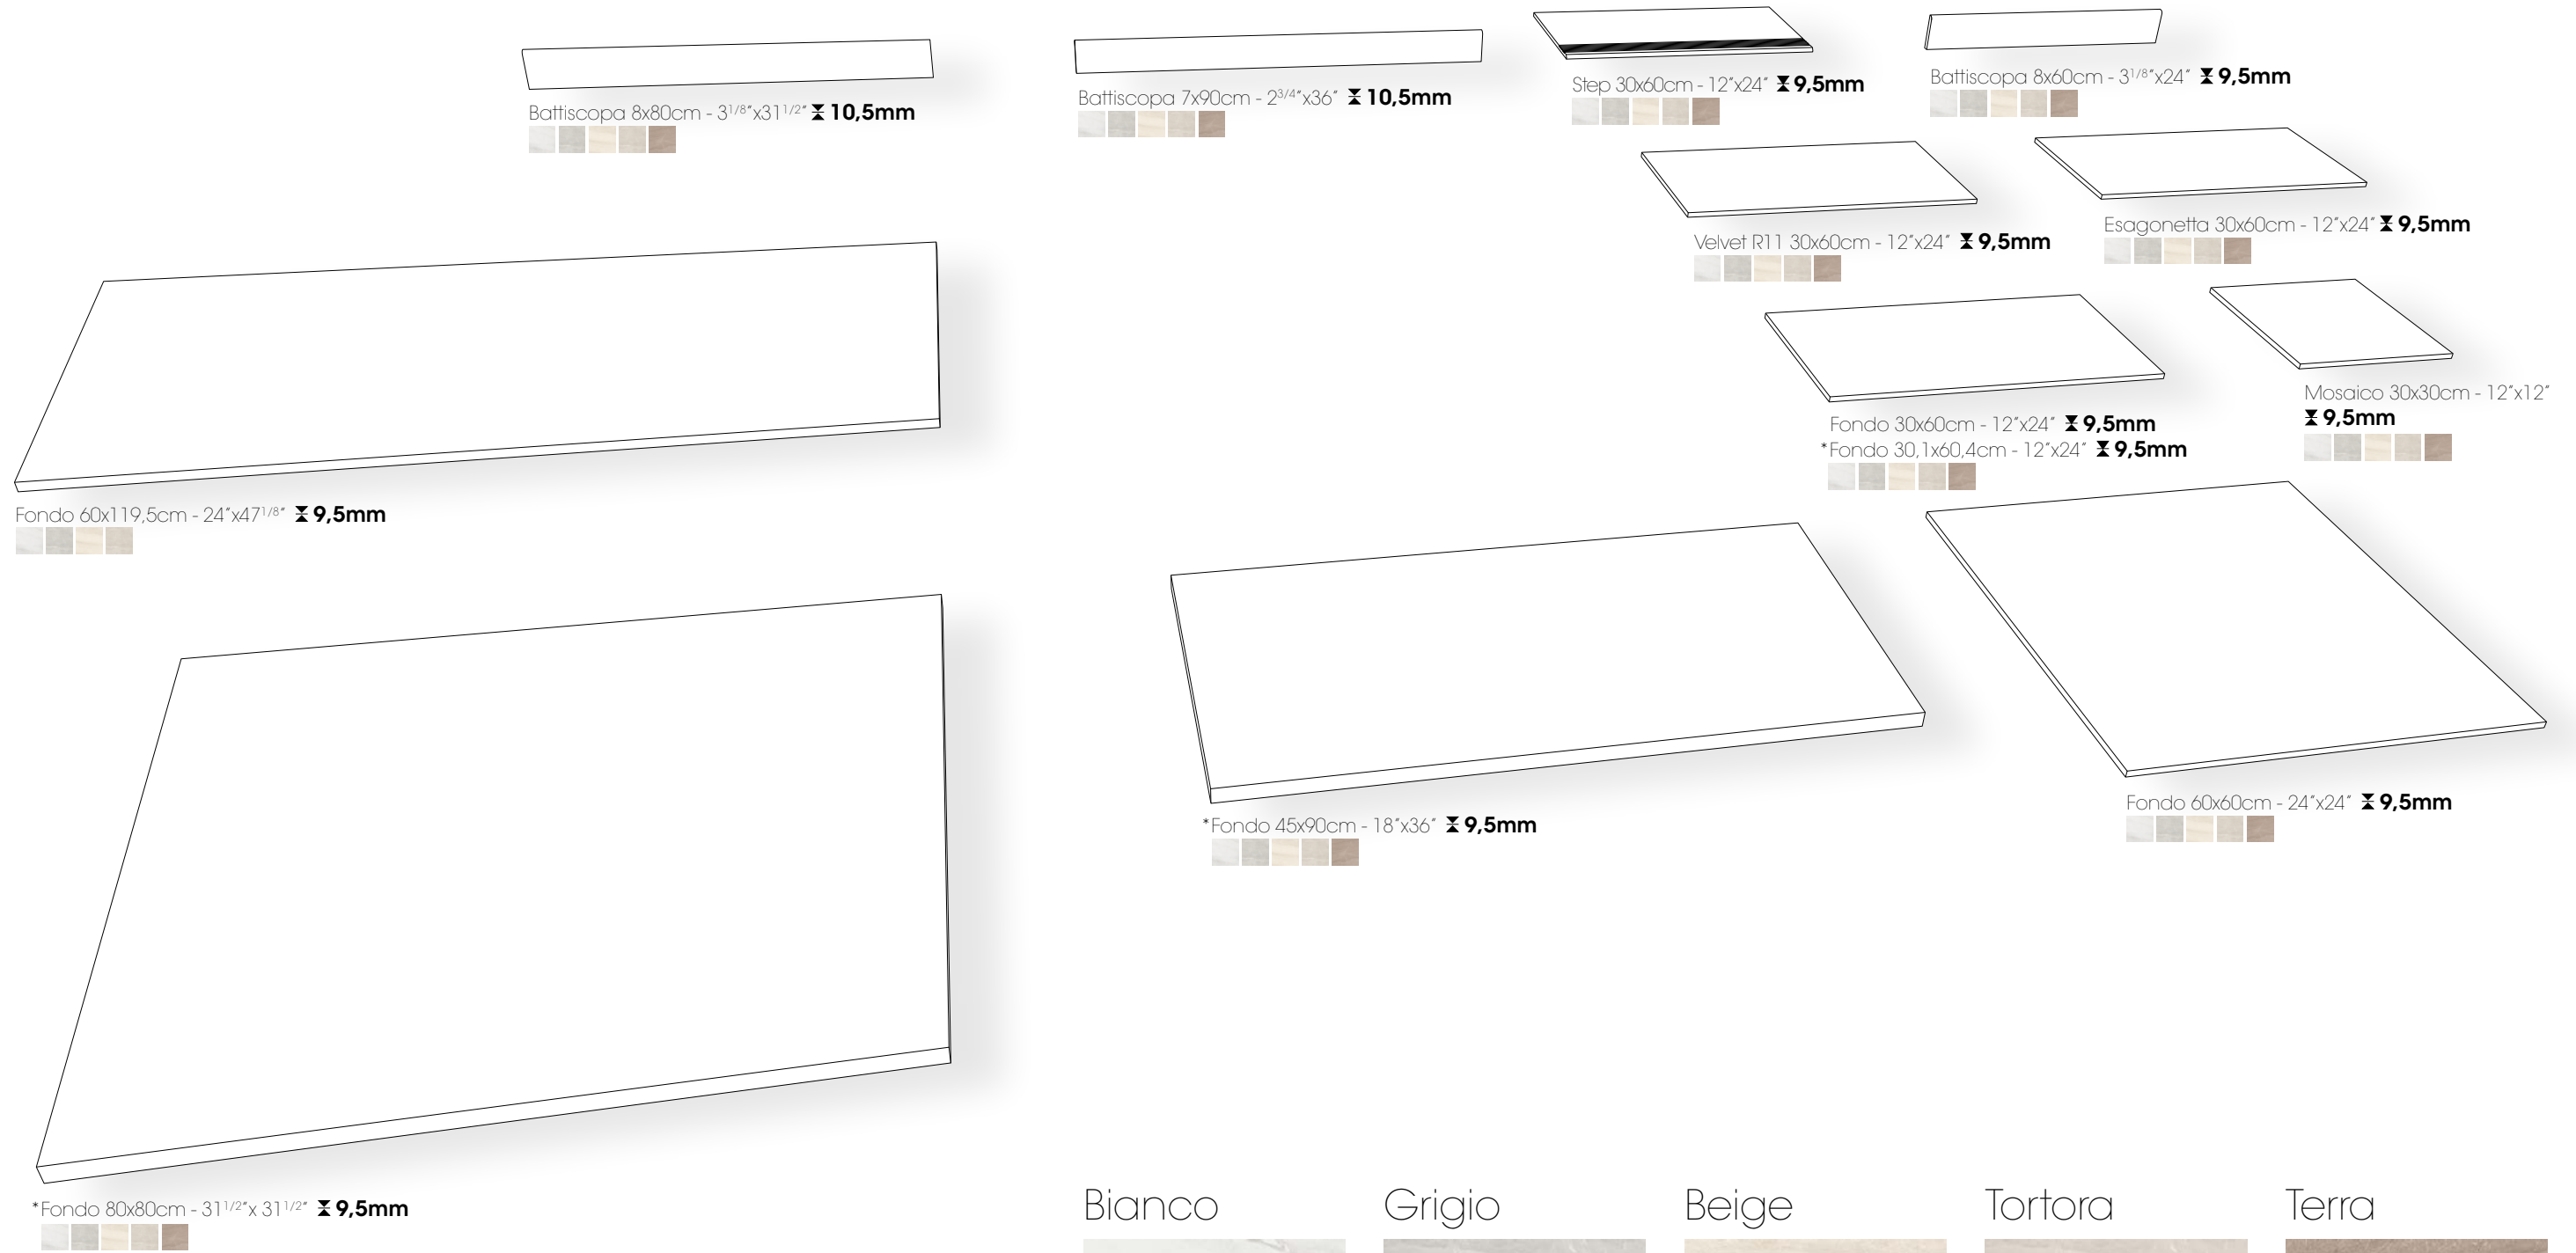 Battiscopa 8x80cm - 3 1/8”x31 1/2” 10,5mm
Battiscopa 7x90cm - 2 3/4”x36” 10,5mm
Step 30x60cm - 12”x24” 9,5mm
Battiscopa 8x60cm - 3 1/8”x24” 9,5mm
Velvet R11 30x60cm - 12”x24” 9,5mm
Esagonetta 30x60cm - 12”x24” 9,5mm
Fondo 30x60cm - 12”x24” 9,5mm
*Fondo 30,1x60,4cm - 12”x24” 9,5mm
Mosaico 30x30cm - 12”x12”
9,5mm
Fondo 60x119,5cm - 24”x47 1/8” 9,5mm
*Fondo 45x90cm - 18”x36” 9,5mm
Fondo 60x60cm - 24”x24” 9,5mm
*Fondo 80x80cm - 31 1/2”x 31 1/2” 9,5mm
Bianco Grigio Beige Tortora Terra